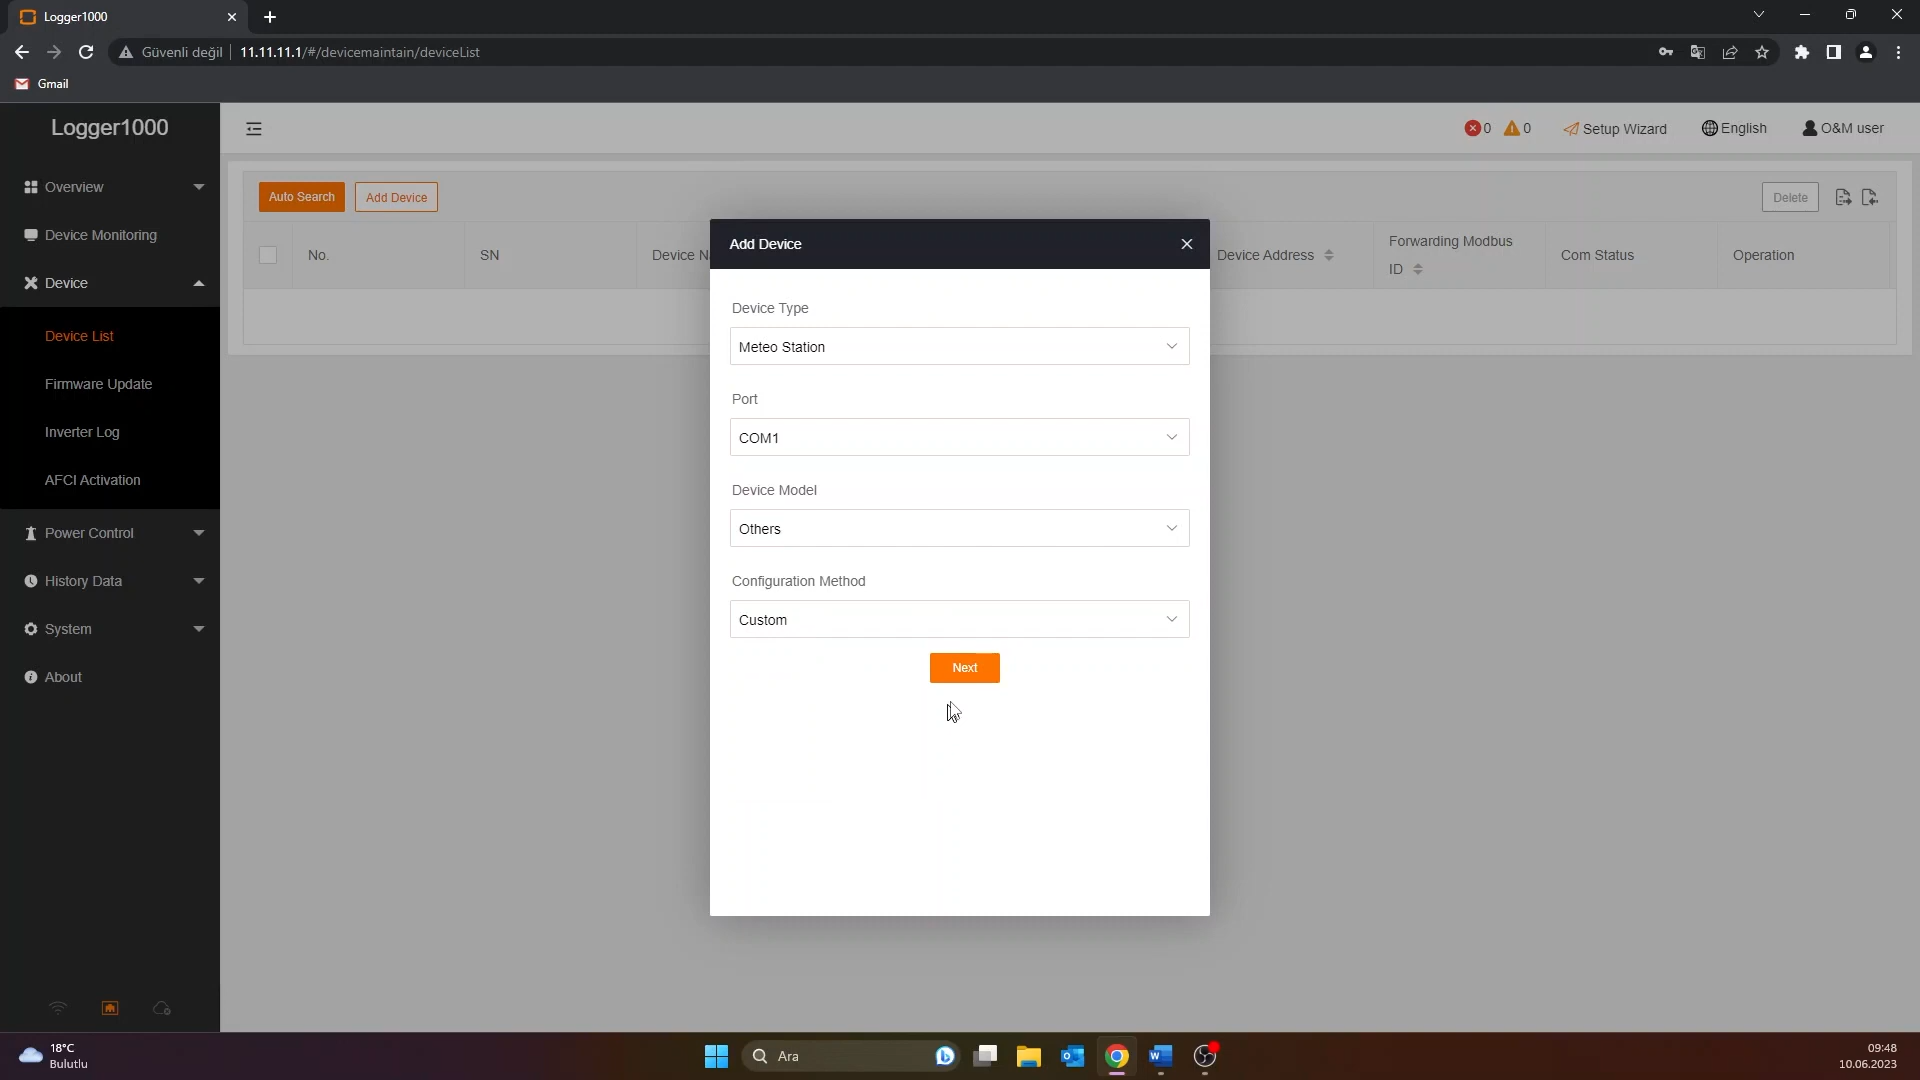 Logger1000
Güvenli değil
11.11.11.1/#/devicemaintain/deviceList
Gmail
Logger1000
0
0
Setup Wizard
English
O&M user
Overview
Device Monitoring
Device
Device List
Firmware Update
Inverter Log
AFCI Activation
Power Control
History Data
System
About
Auto Search
Add Device
Delete
No.
SN
Device N
Device Address
Forwarding Modbus
ID
Com Status
Operation
Add Device
Device Type
Meteo Station
Port
COM1
Device Model
Others
Configuration Method
Custom
Next
18°C
Bulutlu
Ara
09:48
10.06.2023